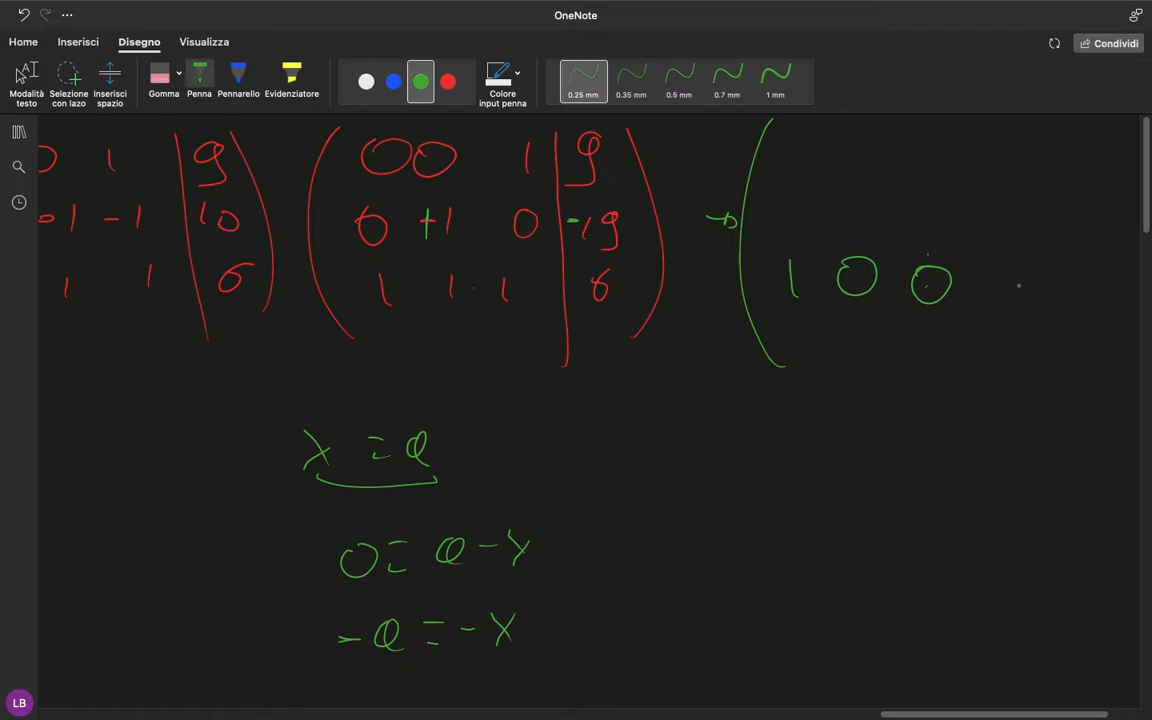 OneNote
Home Inserisci Disegno Visualizza
Condividi
Modalità testo
Selezione con lazo
Inserisci spazio
Gomma
Penna
Pennarello
Evidenziatore
Colore input penna
0.25 mm
0.35 mm
0.5 mm
0.7 mm
1 mm
0 1 | 9
-1 -1 | 10
1 1 | 6
0 0 1 | 9
0 +1 0 | -19
1 1 1 | 6
→ (
1 0 0
x = a
0 = a - x
-a = -x
LB